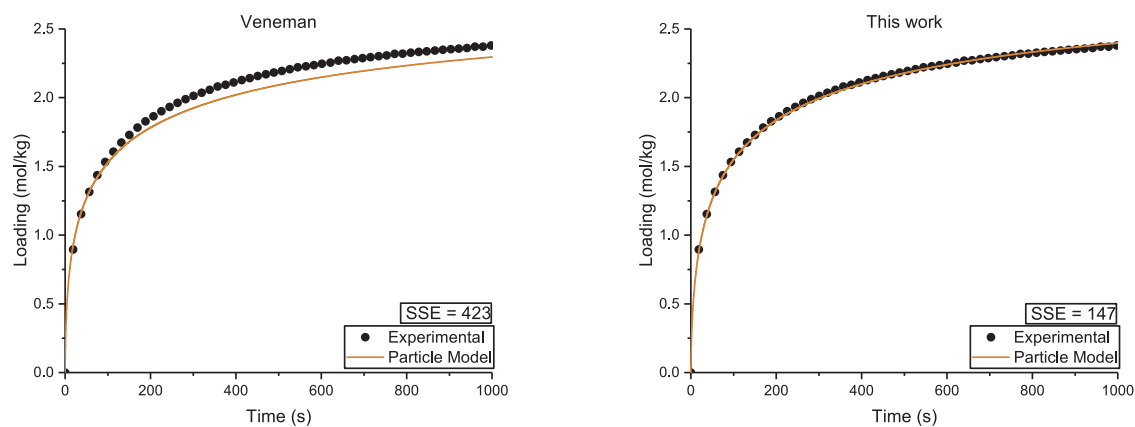 Veneman
2.5
2.0
1.5
1.0
0.5
0.0
Loading (mol/kg)
SSE = 423
Experimental
Particle Model
0 200 400 600 800 1000
Time (s)
This work
2.5
2.0
1.5
1.0
0.5
0.0
Loading (mol/kg)
SSE = 147
Experimental
Particle Model
0 200 400 600 800 1000
Time (s)